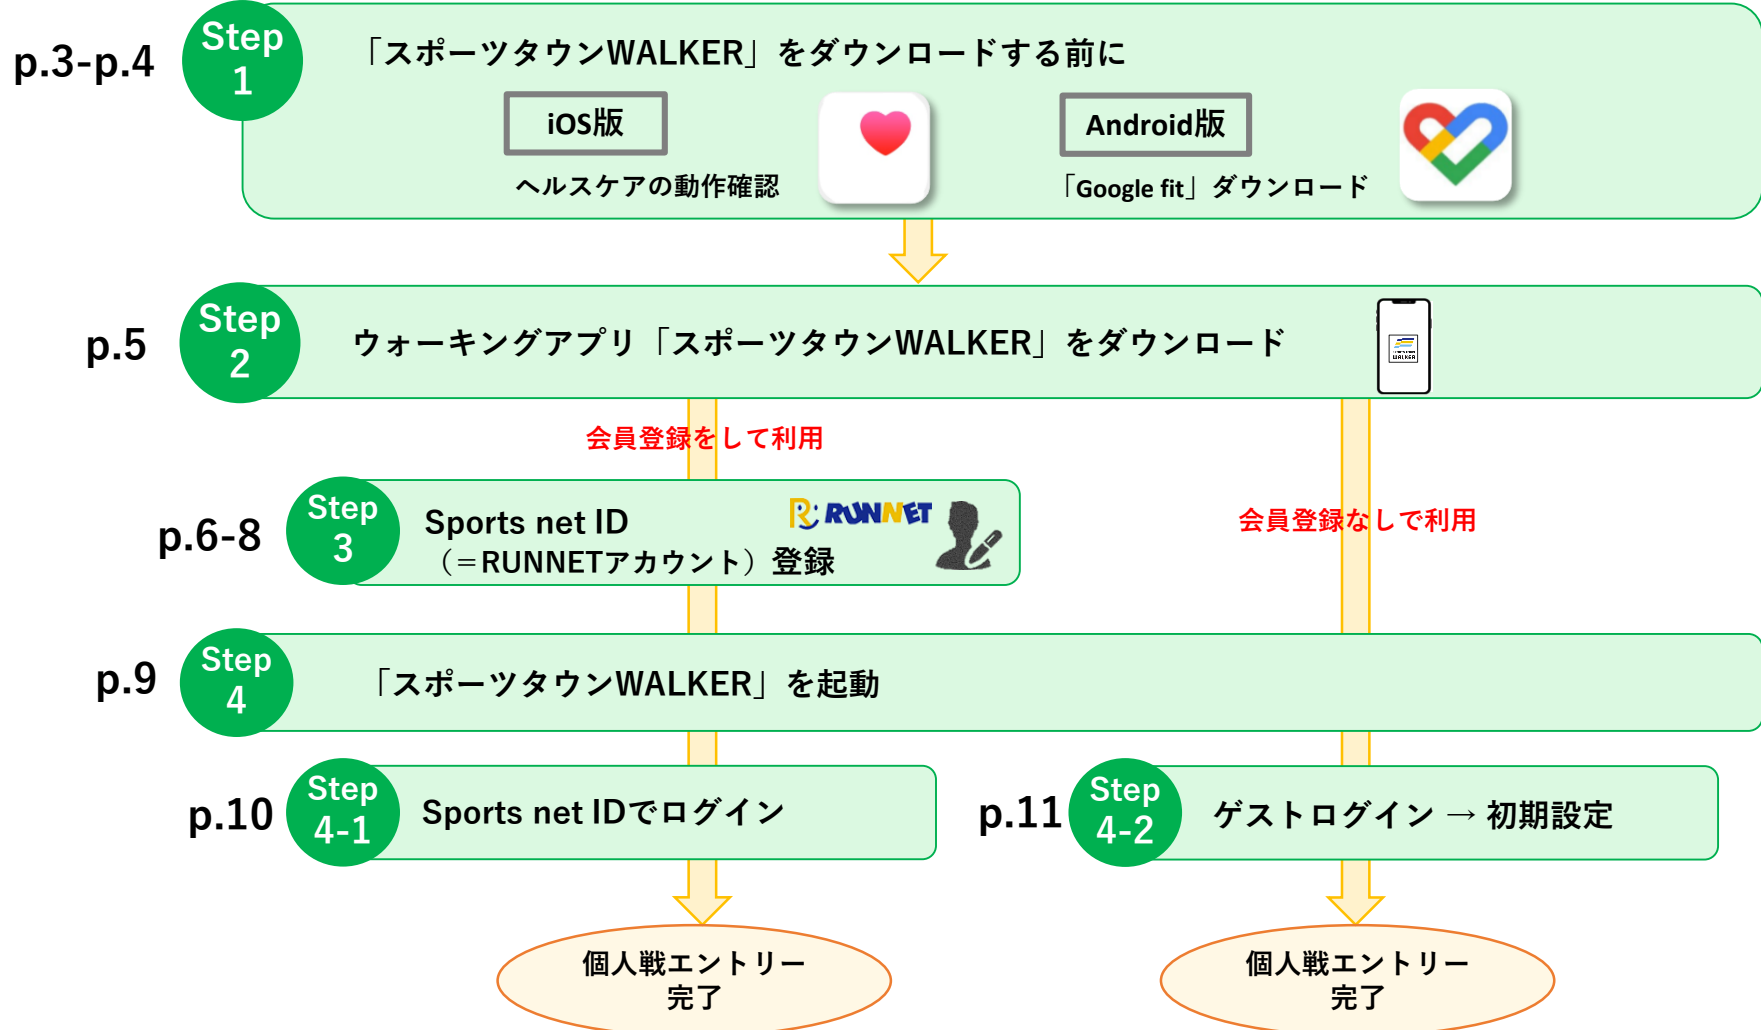 p.3-p.4
Step
1
「スポーツタウンWALKER」をダウンロードする前に
iOS版
ヘルスケアの動作確認
Android版
「Google fit」ダウンロード
p.5
Step
2
ウォーキングアプリ「スポーツタウンWALKER」をダウンロード
WALKER
会員登録をして利用
会員登録なしで利用
p.6-8
Step
3
Sports net ID
（＝RUNNETアカウント）登録
RUNNET
p.9
Step
4
「スポーツタウンWALKER」を起動
p.10
Step
4-1
Sports net IDでログイン
p.11
Step
4-2
ゲストログイン → 初期設定
個人戦エントリー
完了
個人戦エントリー
完了